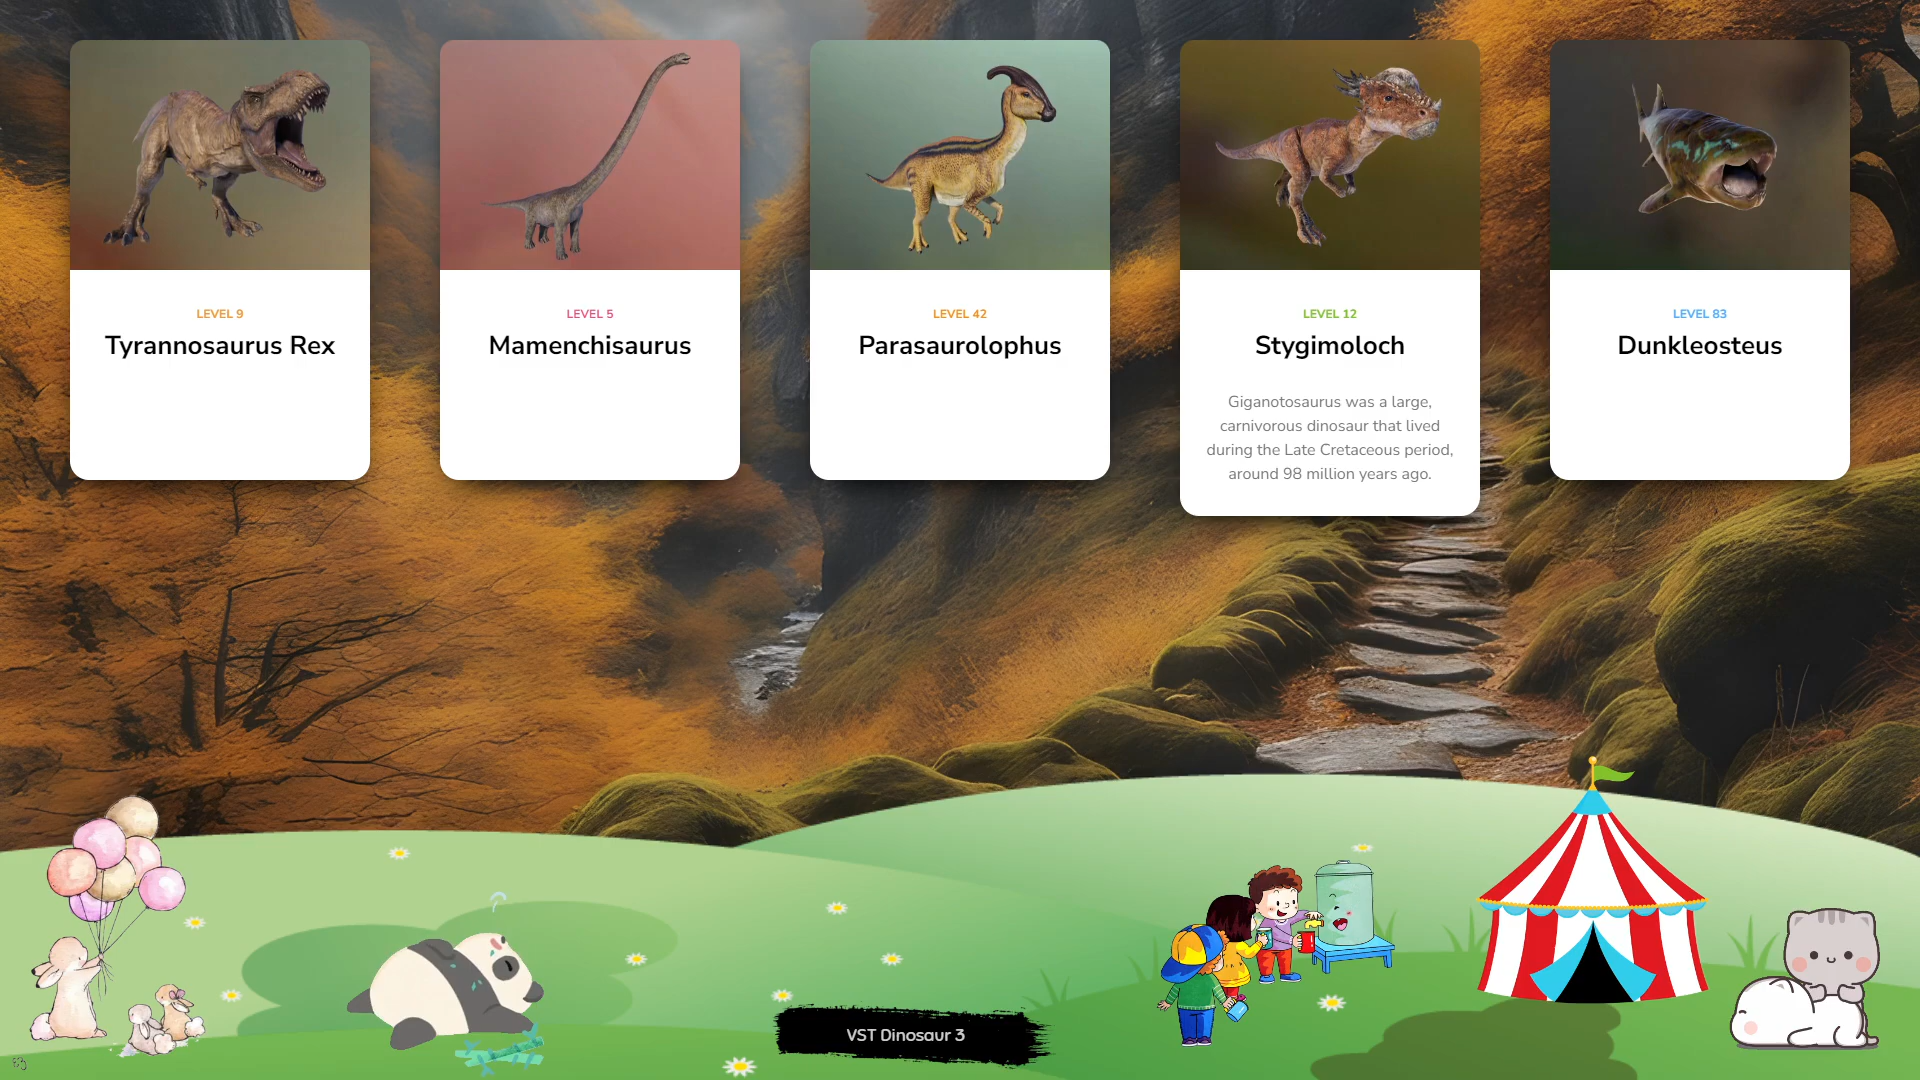 LEVEL 9
Tyrannosaurus Rex
LEVEL 5
Mamenchisaurus
LEVEL 42
Parasaurolophus
LEVEL 12
Stygimoloch
Giganotosaurus was a large,
carnivorous dinosaur that lived
during the Late Cretaceous period,
around 98 million years ago.
LEVEL 83
Dunkleosteus
VST Dinosaur 3